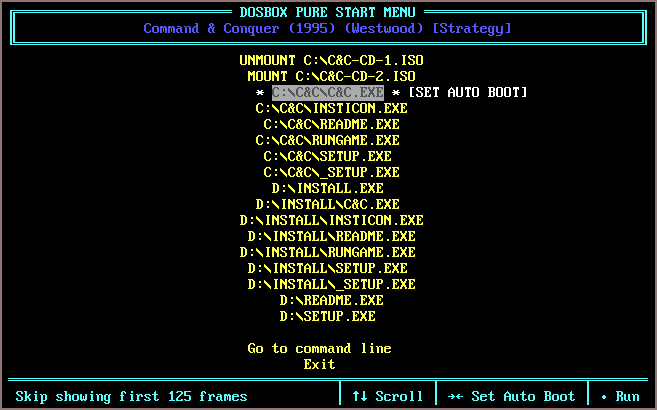 DOSBOX PURE START MENU
Command & Conquer (1995) (Westwood) [Strategy]
UNMOUNT C:\C&C-CD-1.ISO
MOUNT C:\C&C-CD-2.ISO
* C:\C&C\C&C.EXE * [SET AUTO BOOT]
C:\C&C\INSTICON.EXE
C:\C&C\README.EXE
C:\C&C\RUNGAME.EXE
C:\C&C\SETUP.EXE
C:\C&C\_SETUP.EXE
D:\INSTALL.EXE
D:\INSTALL\C&C.EXE
D:\INSTALL\INSTICON.EXE
D:\INSTALL\README.EXE
D:\INSTALL\RUNGAME.EXE
D:\INSTALL\SETUP.EXE
D:\INSTALL\_SETUP.EXE
D:\README.EXE
D:\SETUP.EXE
Go to command line
Exit
Skip showing first 125 frames ↑↓ Scroll →← Set Auto Boot • Run